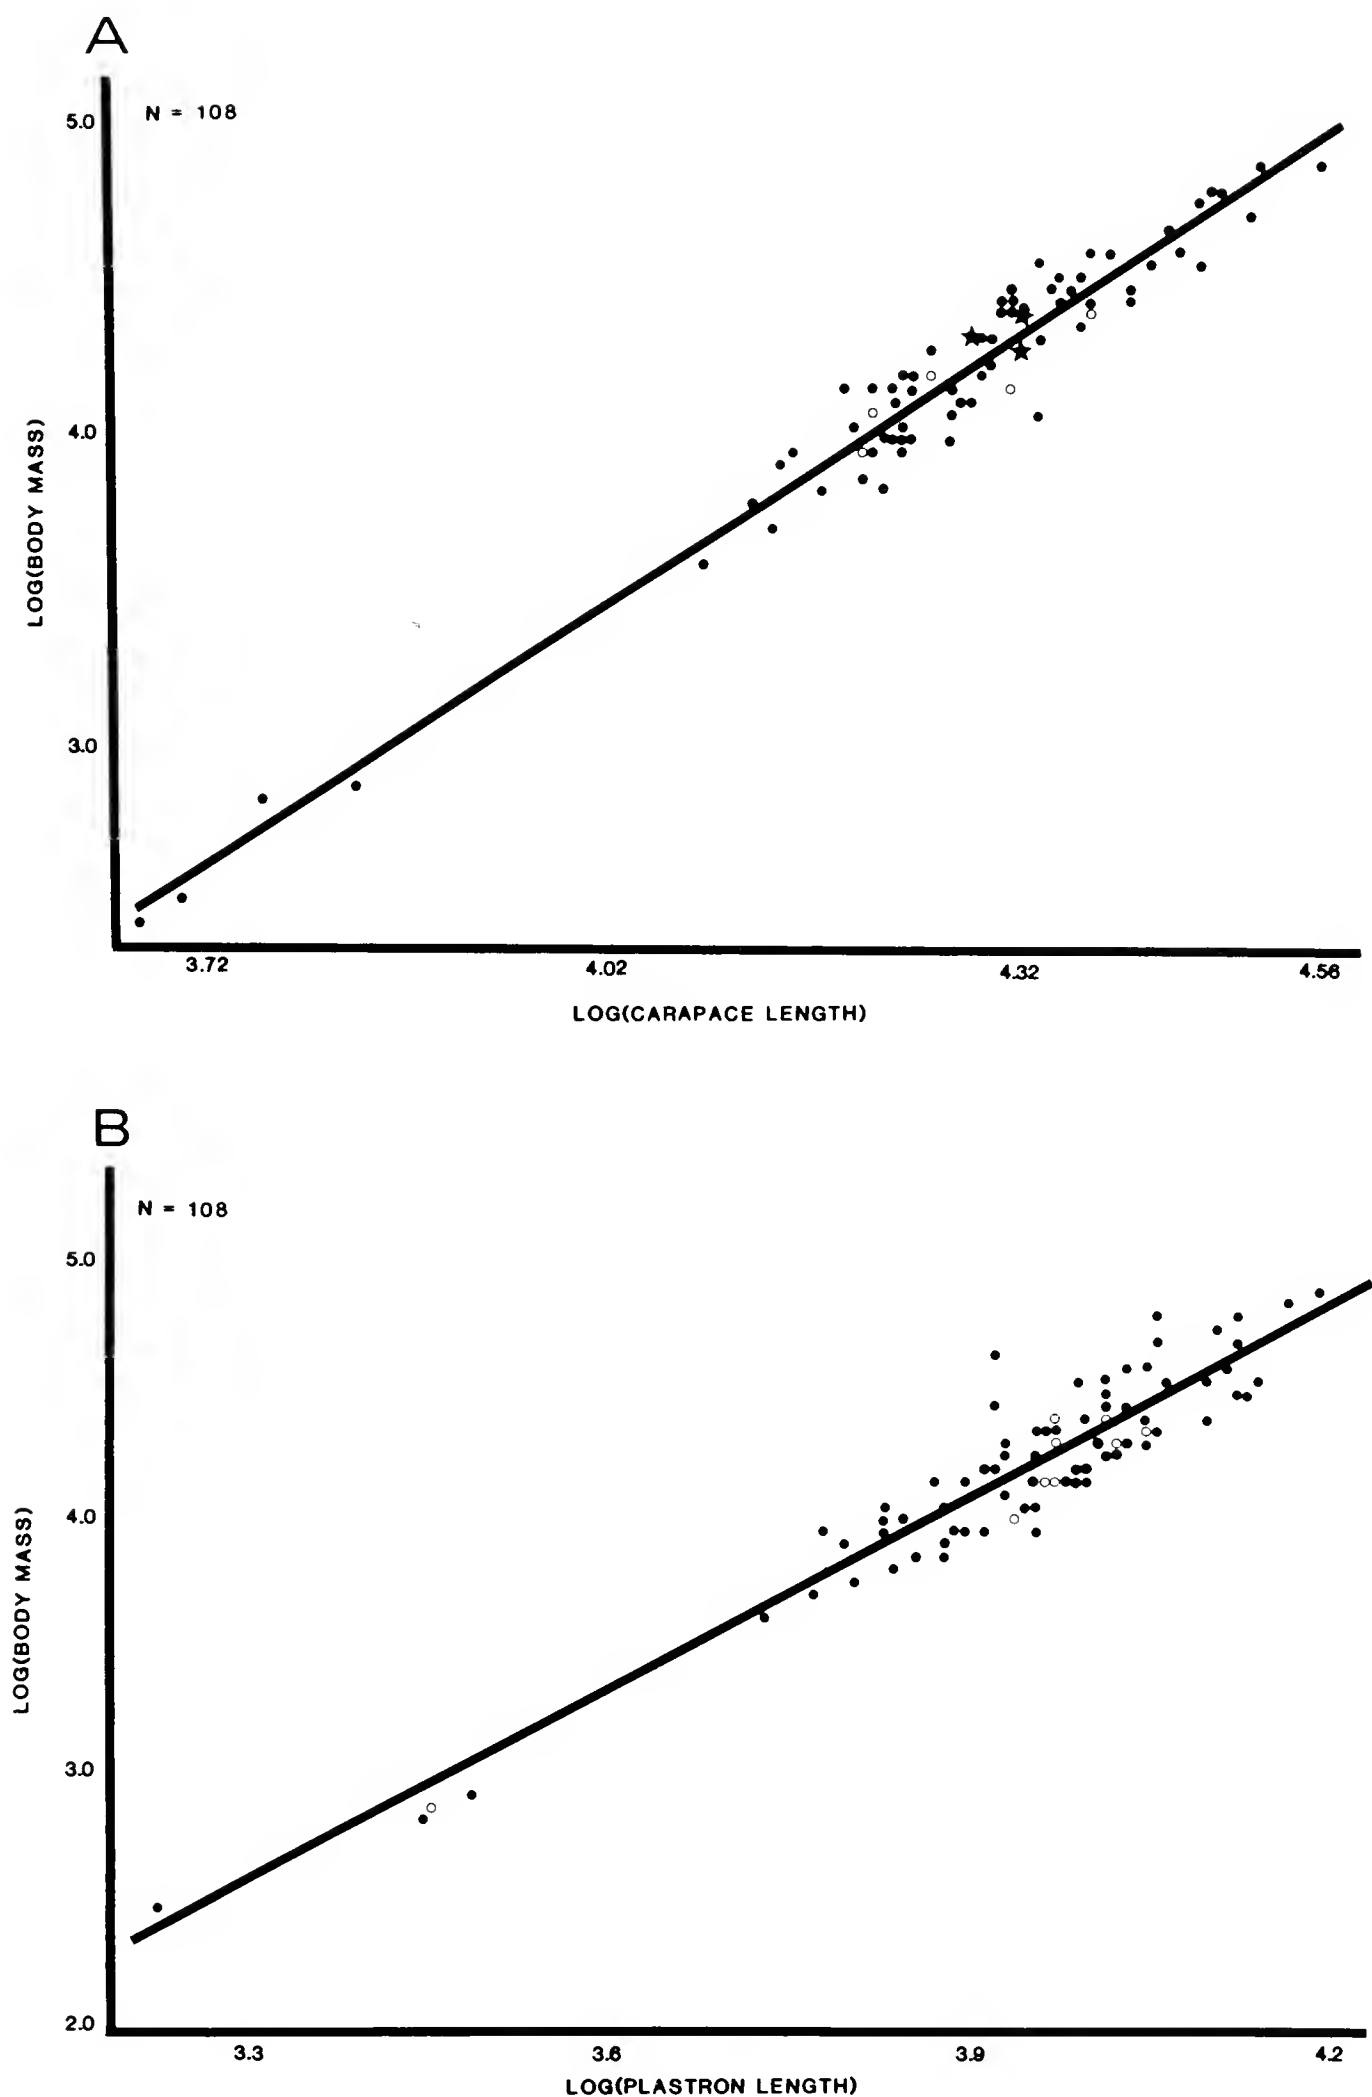 A
N = 108
5.0
4.0
3.0
LOG(BODY MASS)
3.72 4.02 4.32 4.56
LOG(CARAPACE LENGTH)
B
N = 108
5.0
4.0
3.0
2.0
LOG(BODY MASS)
3.3 3.6 3.9 4.2
LOG(PLASTRON LENGTH)